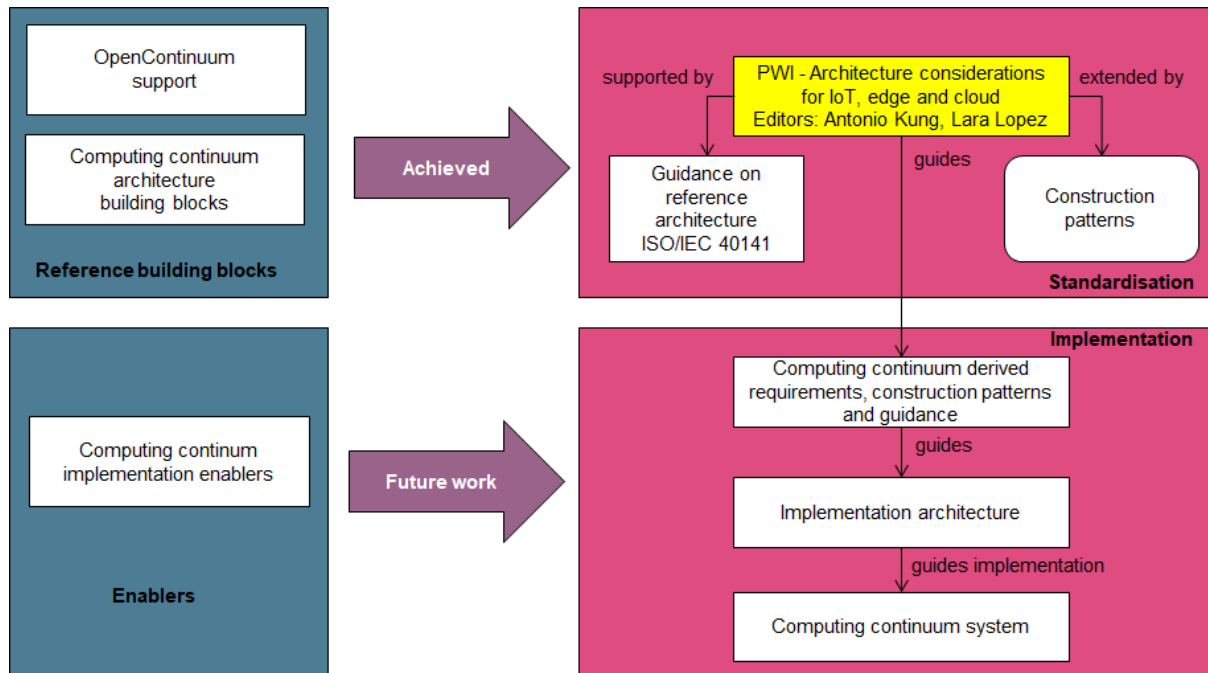 OpenContinuum
support
Computing continuum
architecture
building blocks
Reference building blocks
Achieved
supported by
PWI - Architecture considerations
for IoT, edge and cloud
Editors: Antonio Kung, Lara Lopez
extended by
guides
Guidance on
reference
architecture
ISO/IEC 40141
Construction
patterns
Standardisation
Computing continum
implementation enablers
Enablers
Future work
Implementation
Computing continuum derived
requirements, construction patterns
and guidance
guides
Implementation architecture
guides implementation
Computing continuum system